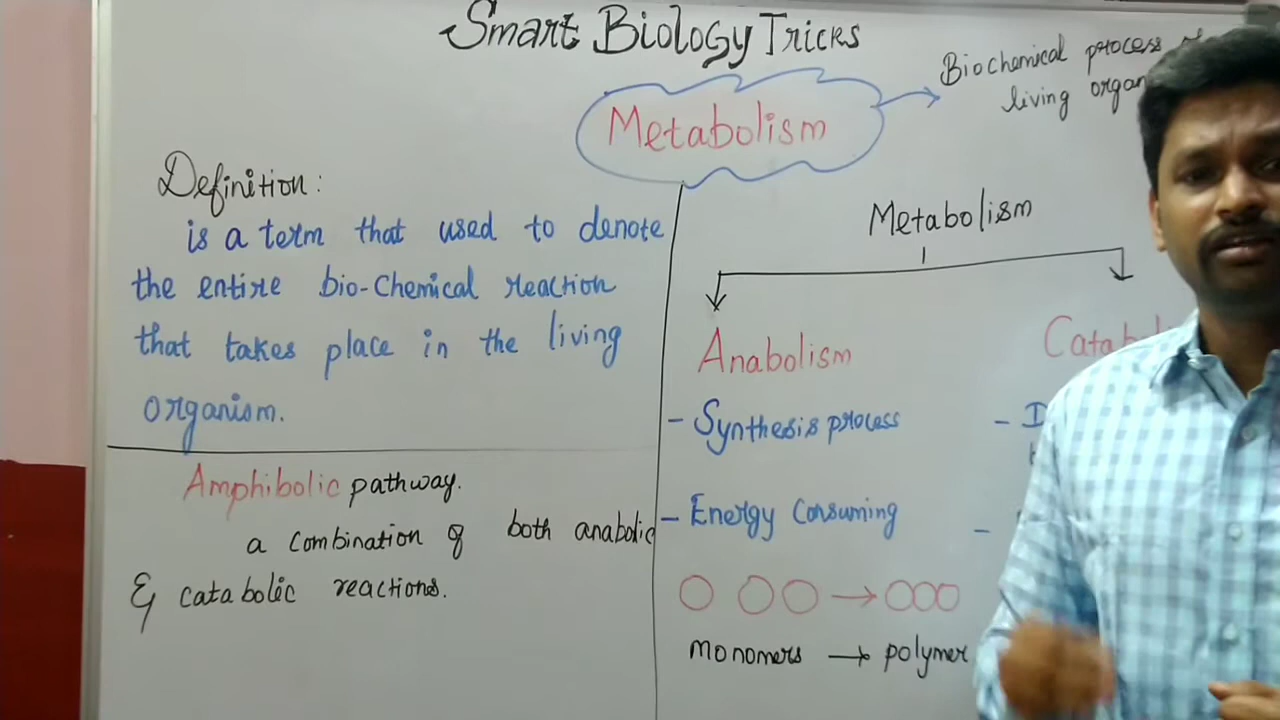 Smart Biology Tricks
Metabolism
Biochemical process
living
Definition:
is a term that used to denote
the entire bio-Chemical reaction
that takes place in the living
organism.
Amphibolic pathway.
a combination of both anabolic
& catabolic reactions.
Metabolism
Anabolism
- Synthesis process
- Energy Consuming
monomers → polymer